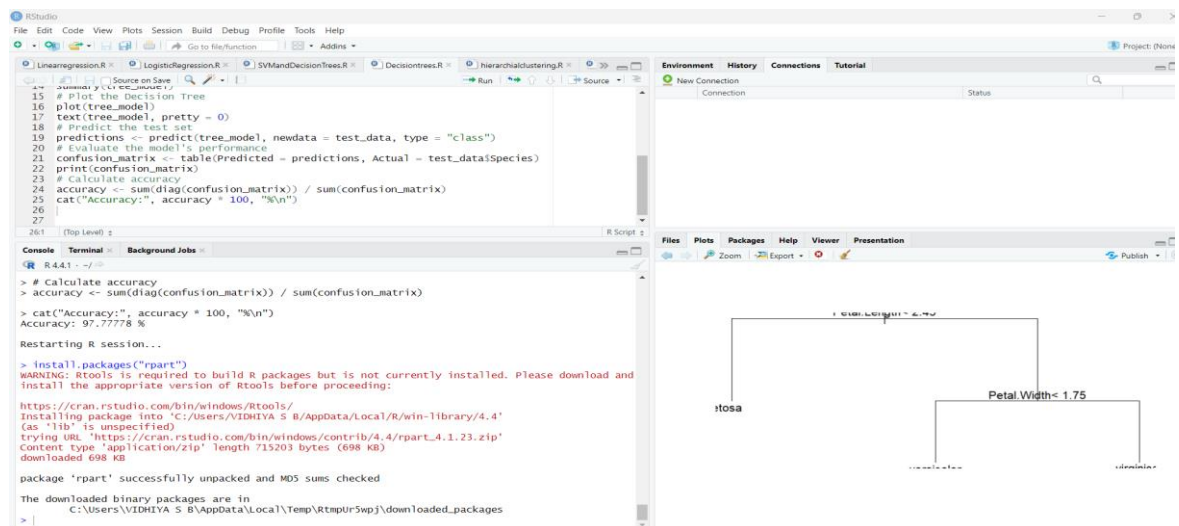 RStudio
File Edit Code View Plots Session Build Debug Profile Tools Help
Go to file/function Addins
Project: (None
Linearregression.R LogisticRegression.R SVMandDecisionTrees.R Decisiontrees.R hierarchialclustering.R
Source on Save Run Source
14 summary(tree_model)
15 # Plot the Decision Tree
16 plot(tree_model)
17 text(tree_model, pretty = 0)
18 # Predict the test set
19 predictions <- predict(tree_model, newdata = test_data, type = "class")
20 # Evaluate the model's performance
21 confusion_matrix <- table(Predicted = predictions, Actual = test_data$Species)
22 print(confusion_matrix)
23 # Calculate accuracy
24 accuracy <- sum(diag(confusion_matrix)) / sum(confusion_matrix)
25 cat("Accuracy:", accuracy * 100, "%\n")
26
27
26:1 (Top Level) R Script
Console Terminal Background Jobs
R 4.4.1 · ~/
> # Calculate accuracy
> accuracy <- sum(diag(confusion_matrix)) / sum(confusion_matrix)
> cat("Accuracy:", accuracy * 100, "%\n")
Accuracy: 97.77778 %
Restarting R session...
> install.packages("rpart")
WARNING: Rtools is required to build R packages but is not currently installed. Please download and
install the appropriate version of Rtools before proceeding:
https://cran.rstudio.com/bin/windows/Rtools/
Installing package into 'C:/Users/VIDHIYA S B/AppData/Local/R/win-library/4.4'
(as 'lib' is unspecified)
trying URL 'https://cran.rstudio.com/bin/windows/contrib/4.4/rpart_4.1.23.zip'
Content type 'application/zip' length 715203 bytes (698 KB)
downloaded 698 KB
package 'rpart' successfully unpacked and MD5 sums checked
The downloaded binary packages are in
C:\Users\VIDHIYA S B\AppData\Local\Temp\RtmpUr5wpj\downloaded_packages
>
Environment History Connections Tutorial
New Connection
Connection Status
Files Plots Packages Help Viewer Presentation
Zoom Export Publish
Petal.Length< 2.45
Petal.Width< 1.75
etosa
versicolor
virginica